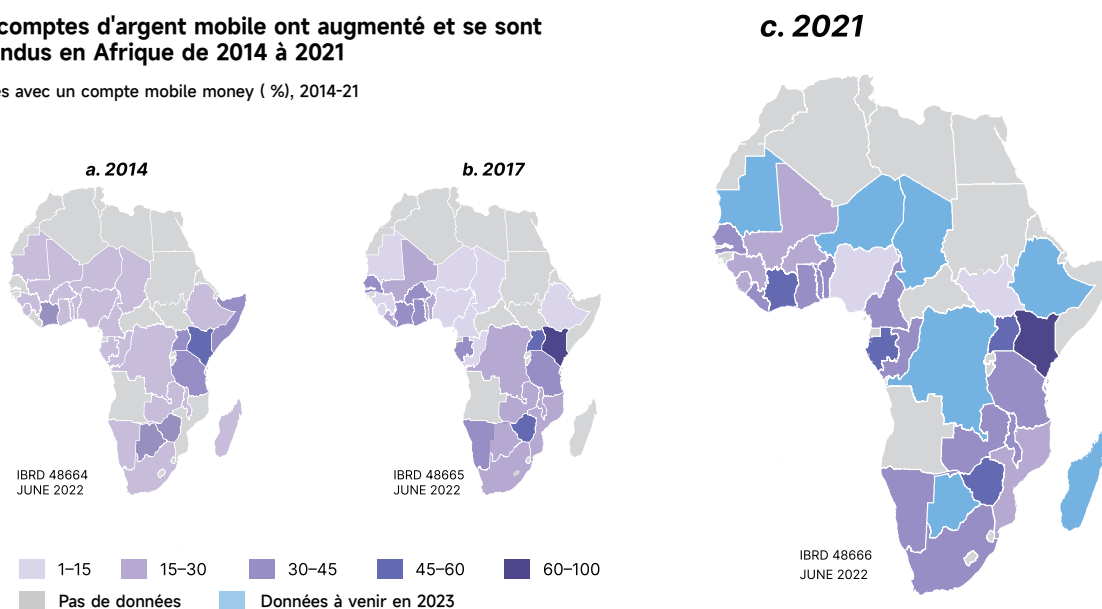 comptes d'argent mobile ont augmenté et se sont
ndus en Afrique de 2014 à 2021
es avec un compte mobile money ( %), 2014-21
a. 2014
b. 2017
c. 2021
IBRD 48664
JUNE 2022
IBRD 48665
JUNE 2022
IBRD 48666
JUNE 2022
1–15
15–30
30–45
45–60
60–100
Pas de données
Données à venir en 2023